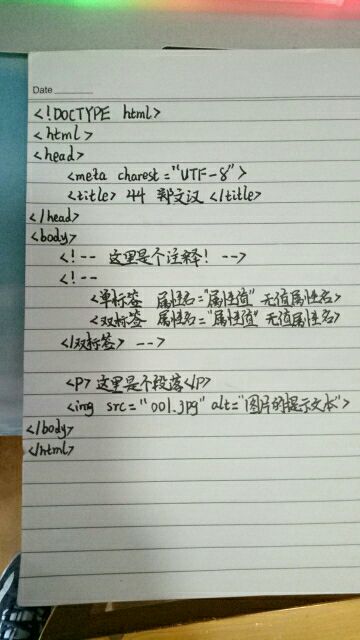 Date
<!DOCTYPE html>
<html>
<head>
<meta charest="UTF-8">
<title> 44 郭文汉 </title>
</head>
<body>
<!-- 这里是个注释! -->
<!--
<单标签 属性名="属性值" 无值属性名>
<双标签 属性名="属性值" 无值属性名>
</双标签> -->
<P> 这里是个段落</P>
<ing src="001.jpg" alt="图片的提示文本">
</body>
</html>